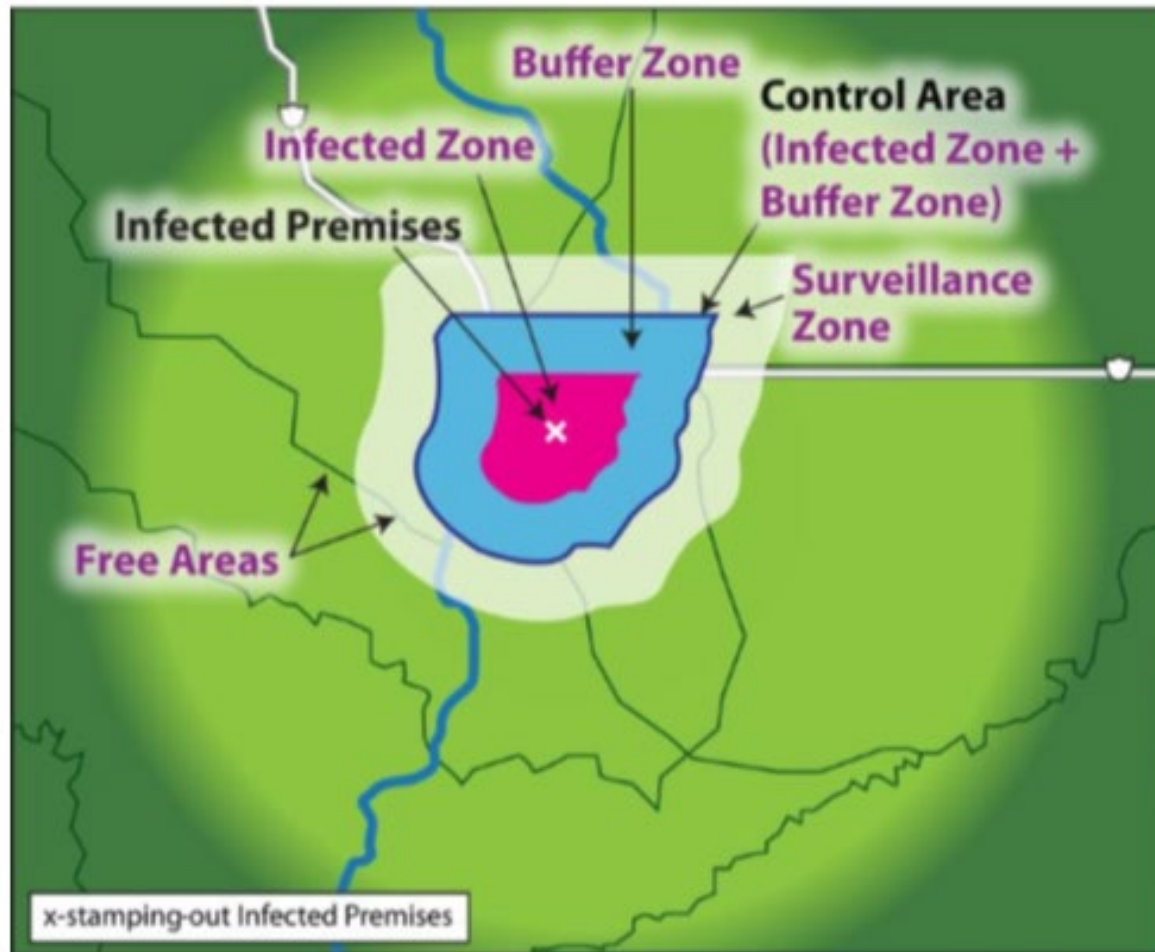 Buffer Zone
Control Area
(Infected Zone +
Buffer Zone)
Infected Zone
Infected Premises
Surveillance
Zone
Free Areas
x-stamping-out Infected Premises